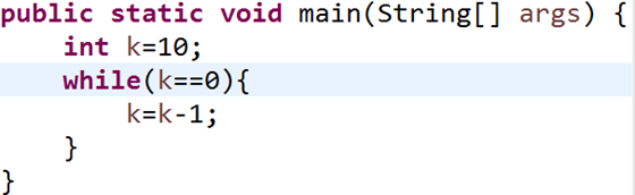 public static void main(String[] args) {
    int k=10;
    while(k==0){
        k=k-1;
    }
}